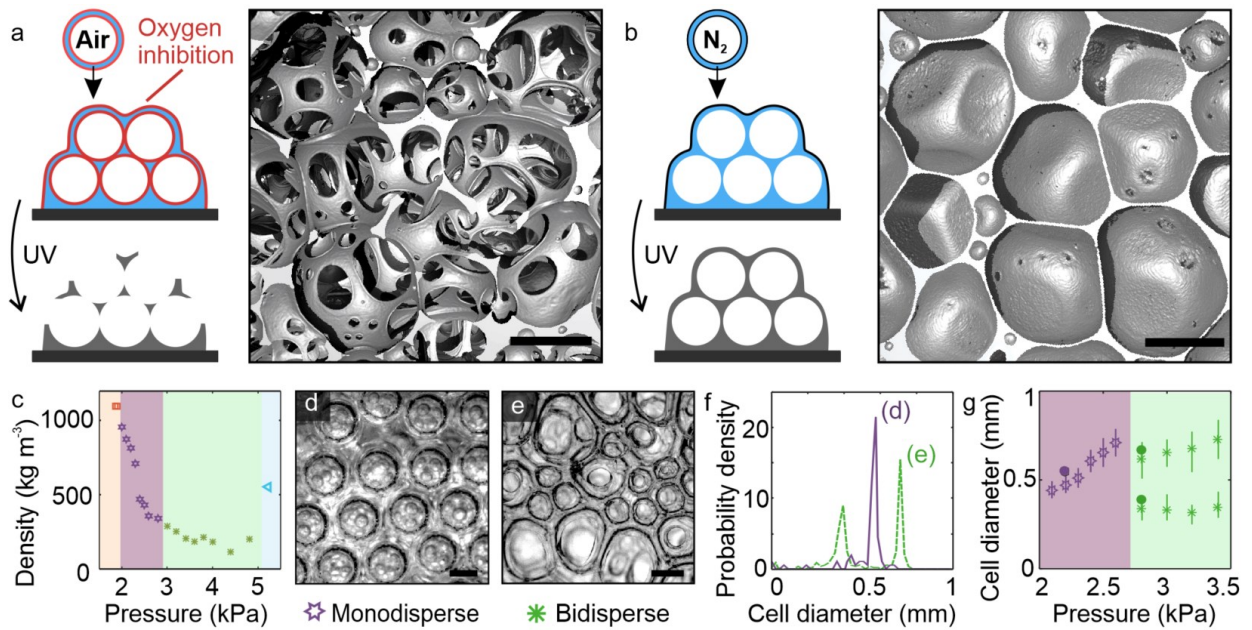 a
Air
Oxygen
inhibition
UV
b
N₂
UV
c
Density (kg m⁻³)
1000
500
0
2
3
4
5
Pressure (kPa)
d
e
Monodisperse
Bidisperse
f
Probability density
20
10
0
(d)
(e)
0
0.5
1
Cell diameter (mm)
g
Cell diameter (mm)
1
0.5
0
2
2.5
3
3.5
Pressure (kPa)